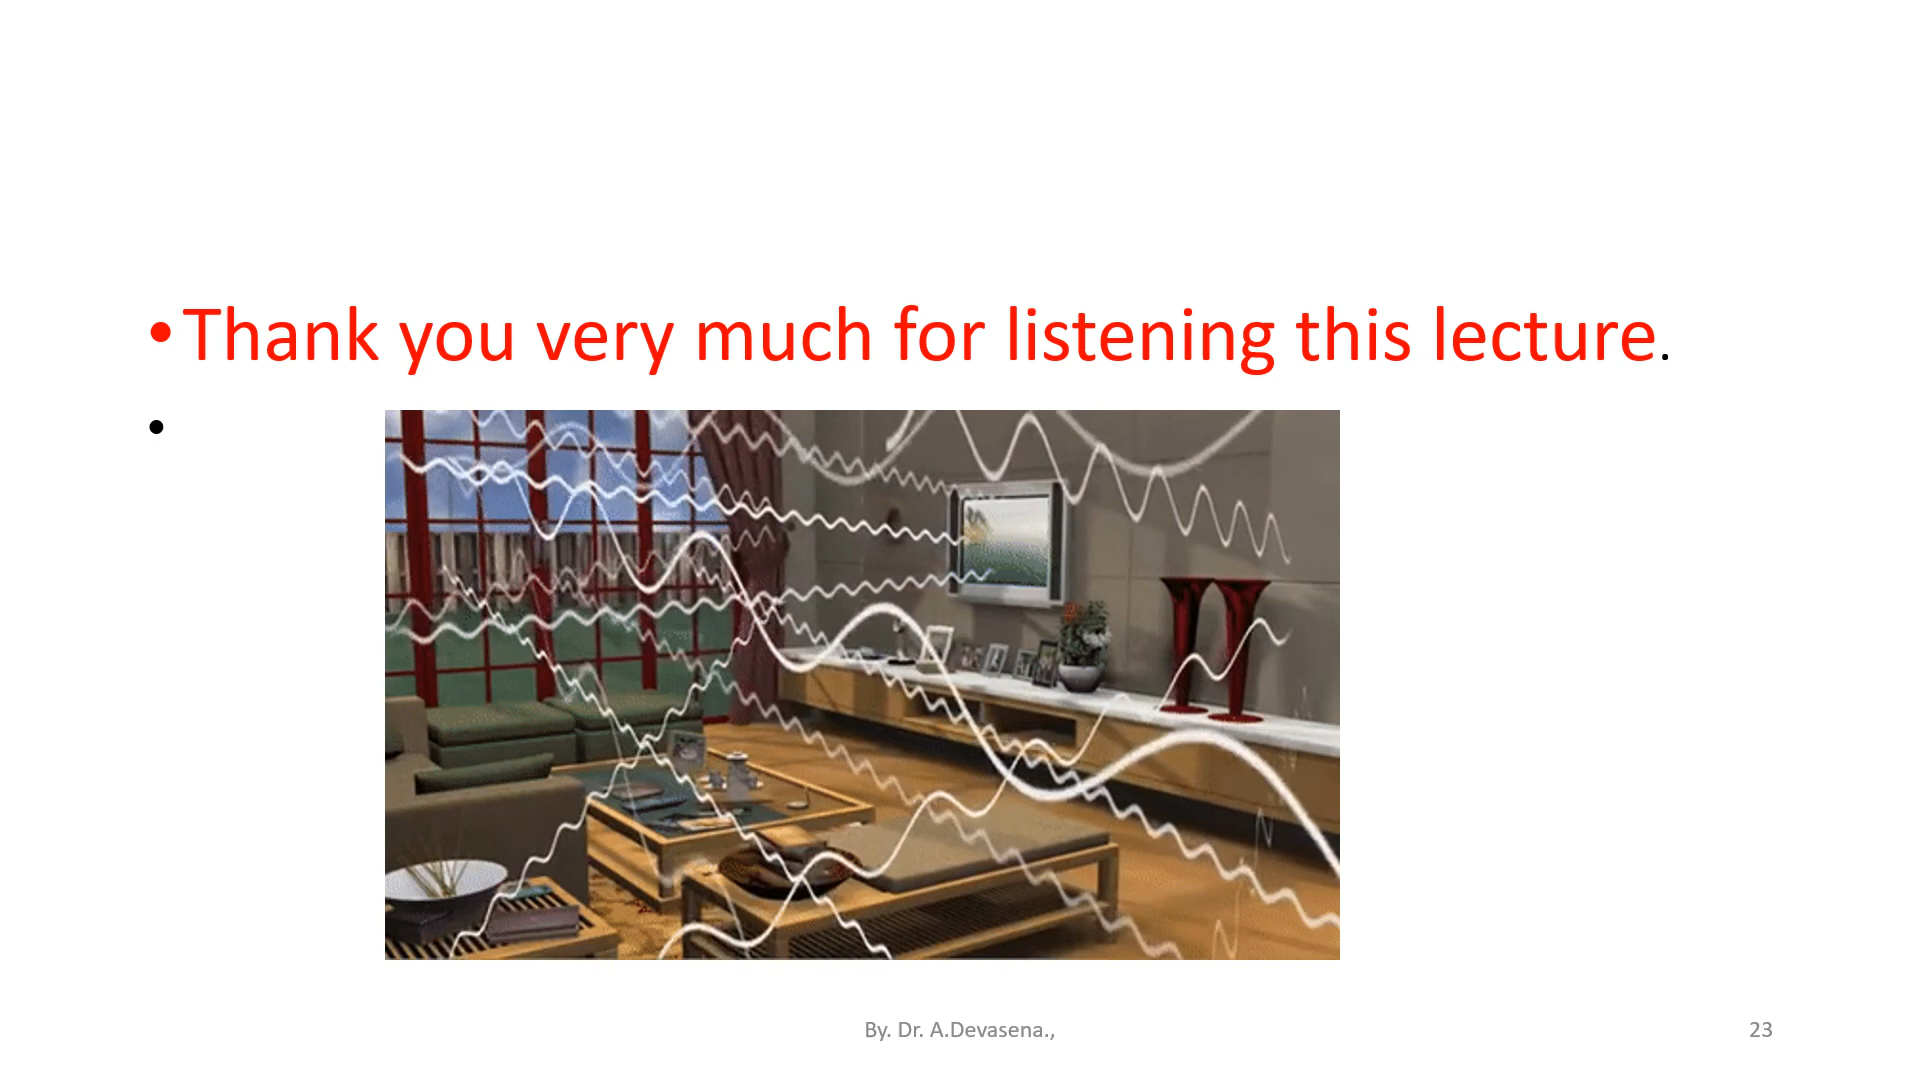 • Thank you very much for listening this lecture.
•
By. Dr. A.Devasena.,
23